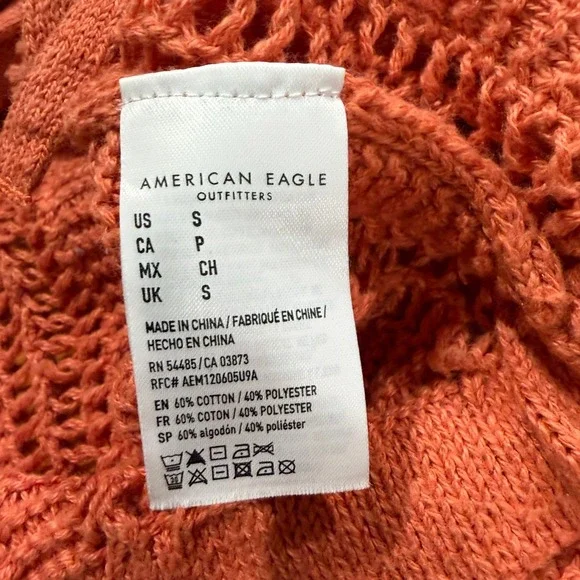 AMERICAN EAGLE
OUTFITTERS
US S
CA P
MX CH
UK S
MADE IN CHINA / FABRIQUÉ EN CHINE /
HECHO EN CHINA
RN 54485 / CA 03873
RFC# AEM120605U9A
EN 60% COTTON / 40% POLYESTER
FR 60% COTON / 40% POLYESTER
SP 60% algodón / 40% poliéster